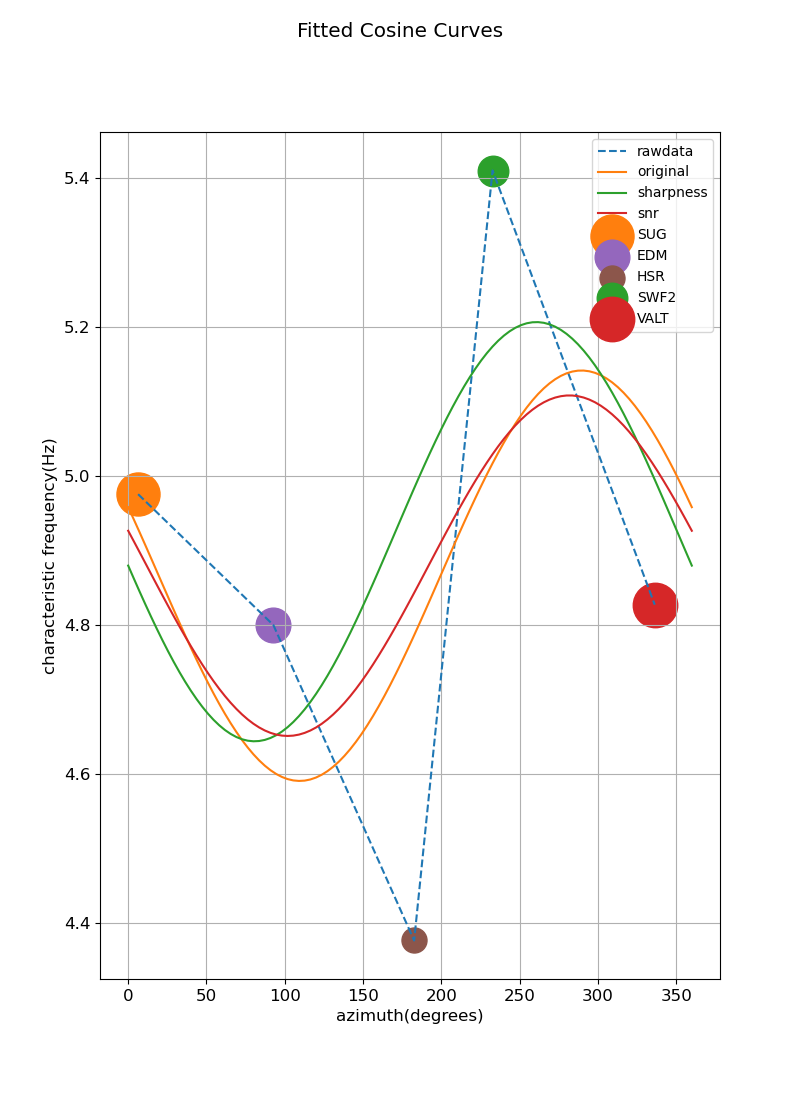 Fitted Cosine Curves
rawdata
original
sharpness
snr
SUG
EDM
HSR
SWF2
VALT
5.4
5.2
5.0
4.8
4.6
4.4
characteristic frequency(Hz)
0 50 100 150 200 250 300 350
azimuth(degrees)